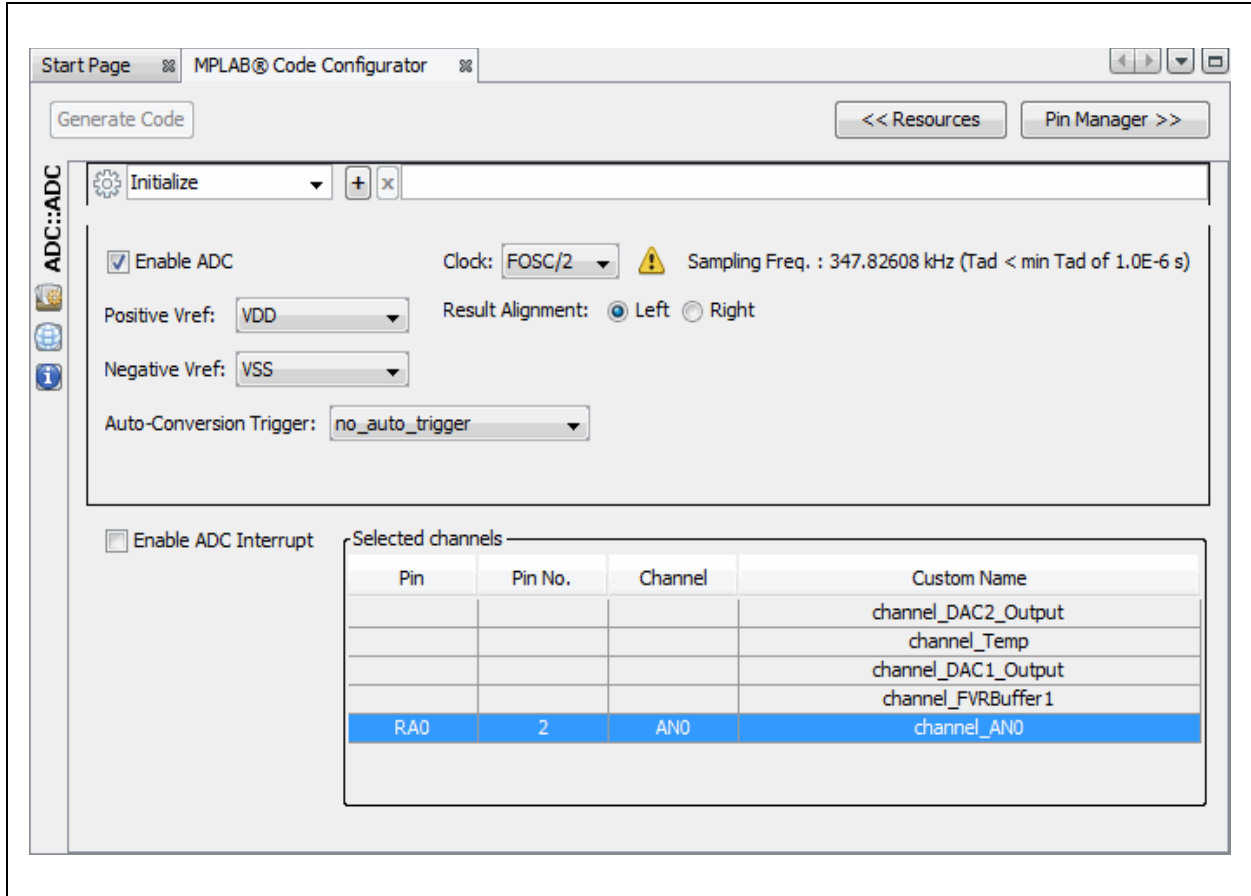 Start Page MPLAB® Code Configurator
Generate Code << Resources Pin Manager >>
ADC::ADC
Initialize + x
Enable ADC Clock: FOSC/2 Sampling Freq. : 347.82608 kHz (Tad < min Tad of 1.0E-6 s)
Positive Vref: VDD Result Alignment: Left Right
Negative Vref: VSS
Auto-Conversion Trigger: no_auto_trigger
Enable ADC Interrupt Selected channels
Pin Pin No. Channel Custom Name
channel_DAC2_Output
channel_Temp
channel_DAC1_Output
channel_FVRBuffer1
RA0 2 AN0 channel_AN0